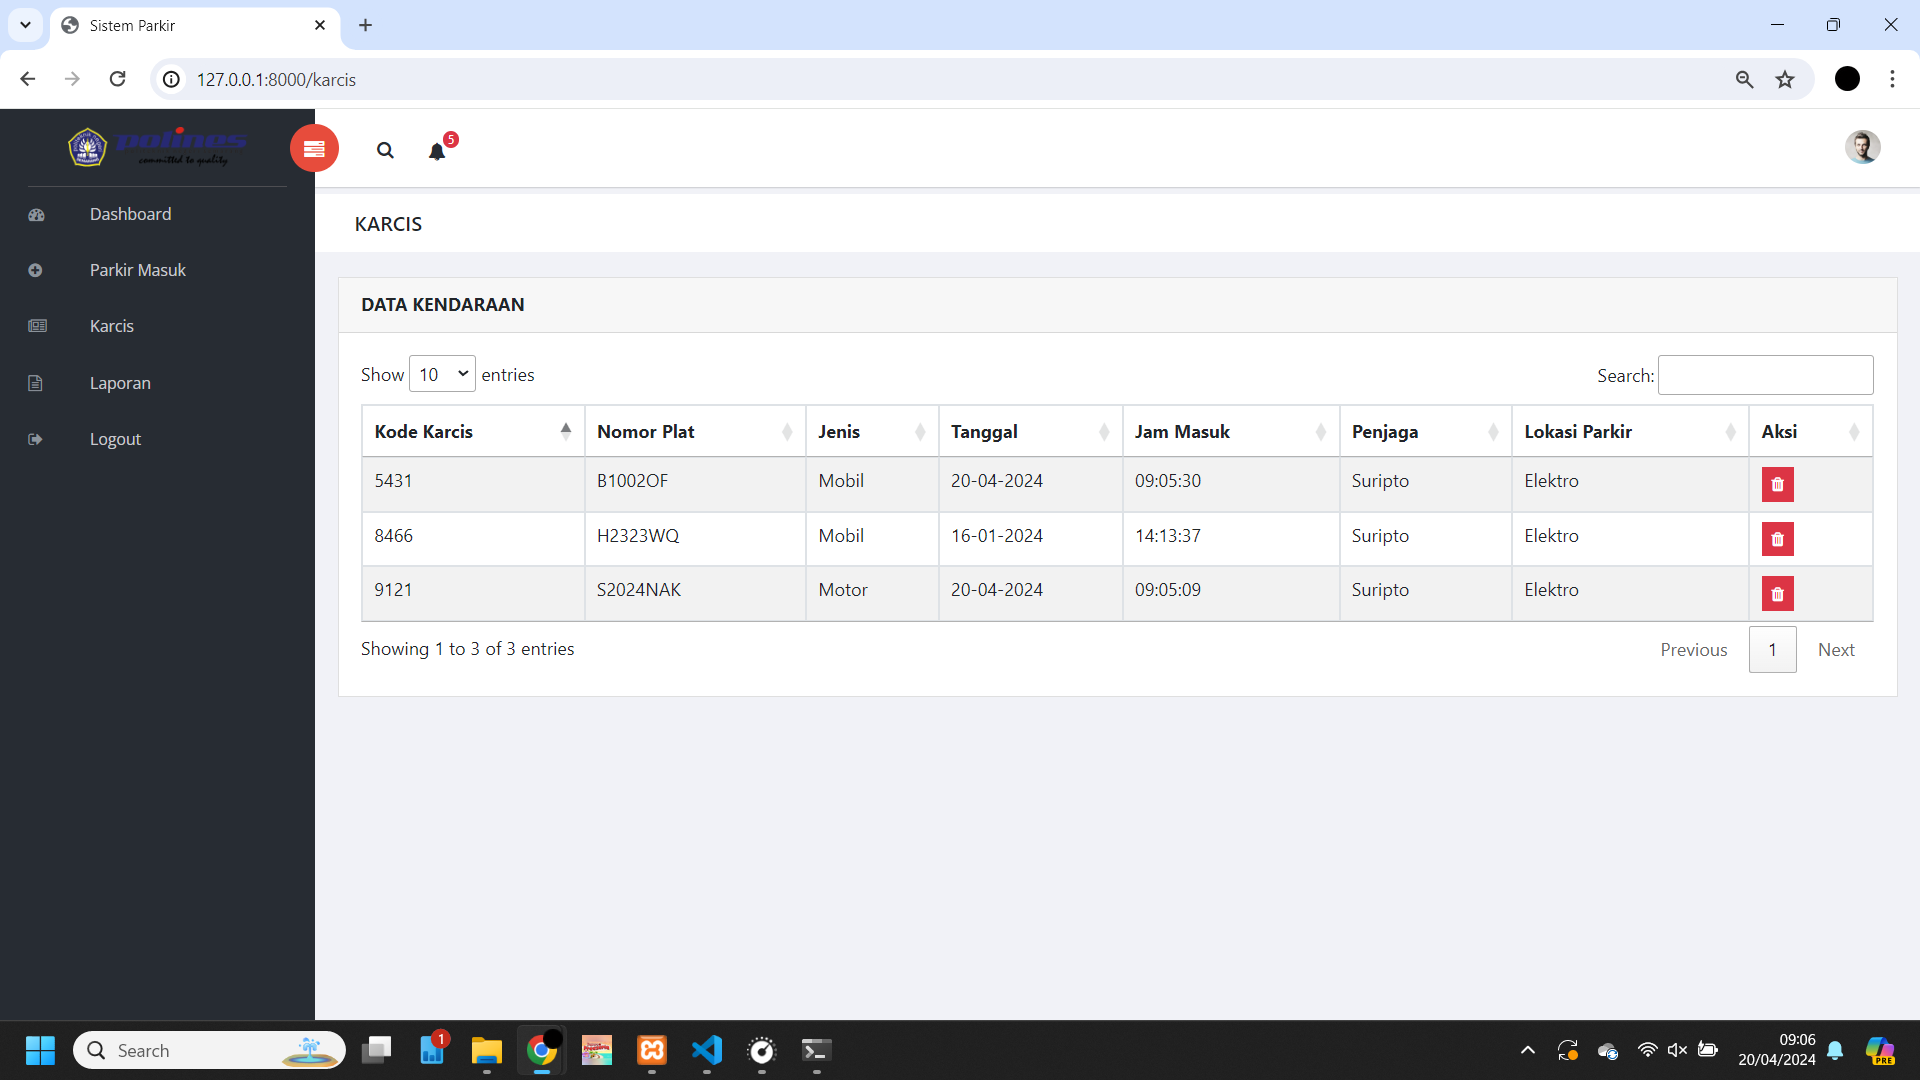 Sistem Parkir
127.0.0.1:8000/karcis
polines
committed to quality
5
Dashboard
Parkir Masuk
Karcis
Laporan
Logout
KARCIS
DATA KENDARAAN
Show 10 entries
Search:
Kode Karcis Nomor Plat Jenis Tanggal Jam Masuk Penjaga Lokasi Parkir Aksi
5431 B1002OF Mobil 20-04-2024 09:05:30 Suripto Elektro
8466 H2323WQ Mobil 16-01-2024 14:13:37 Suripto Elektro
9121 S2024NAK Motor 20-04-2024 09:05:09 Suripto Elektro
Showing 1 to 3 of 3 entries
Previous 1 Next
Search
1
09:06
20/04/2024
PRE